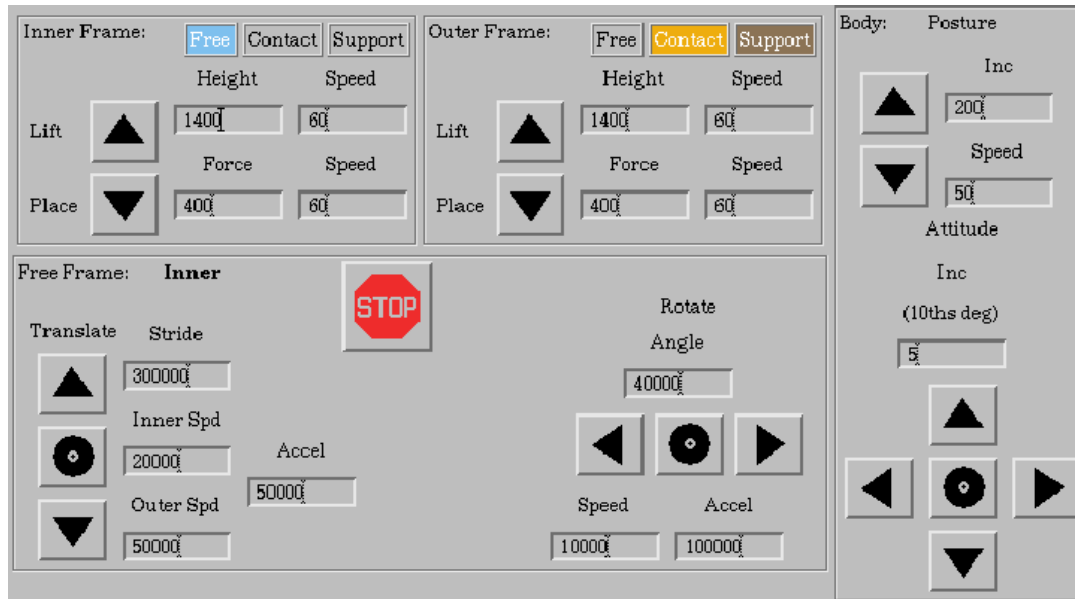 Inner Frame: Free Contact Support
Height Speed
Lift 1400 60
Force Speed
Place 400 60
Outer Frame: Free Contact Support
Height Speed
Lift 1400 60
Force Speed
Place 400 60
Body: Posture
Inc
200
Speed
50
Attitude
Inc
(10ths deg)
5
Free Frame: Inner
STOP
Translate Stride
300000
Inner Spd
20000
Accel
50000
Outer Spd
50000
Rotate
Angle
40000
Speed Accel
10000 100000